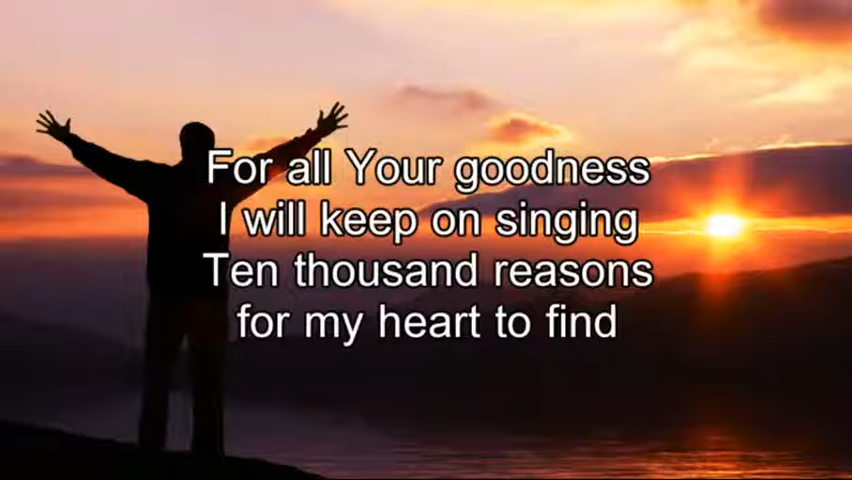 For all Your goodness
I will keep on singing
Ten thousand reasons
for my heart to find